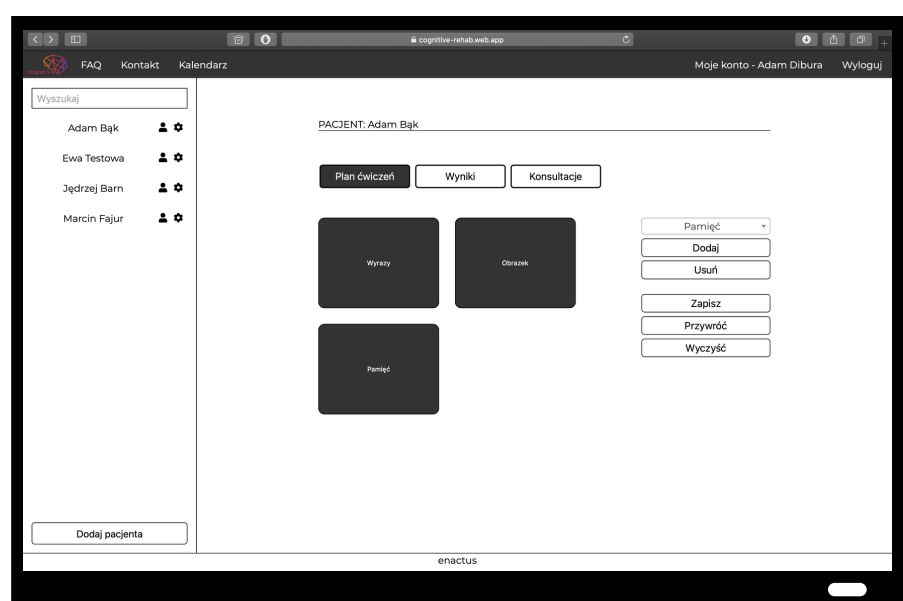 cognitive-rehab.web.app
cognitive
FAQ Kontakt Kalendarz Moje konto - Adam Dibura Wyloguj
Wyszukaj
Adam Bąk
Ewa Testowa
Jędrzej Barn
Marcin Fajur
Dodaj pacjenta
PACJENT: Adam Bąk
Plan ćwiczeń Wyniki Konsultacje
Wyrazy Obrazek
Pamięć
Pamięć
Dodaj
Usuń
Zapisz
Przywróć
Wyczyść
enactus